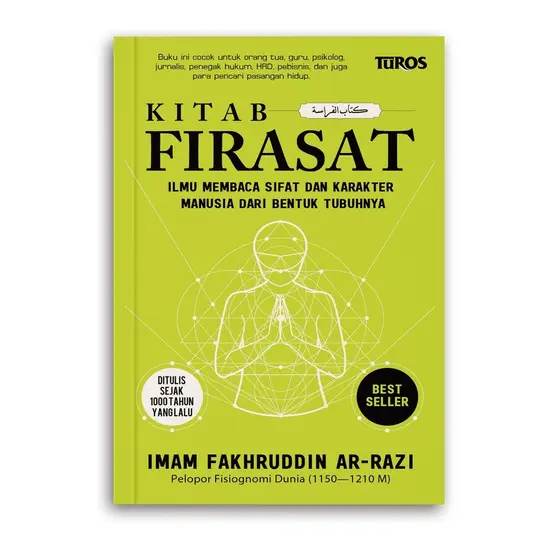 Buku ini cocok untuk orang tua, guru, psikolog,
jurnalis, penegak hukum, HRD, pebisnis, dan juga
para pencari pasangan hidup.
TUROS
KITAB
كتاب الفراسة
FIRASAT
ILMU MEMBACA SIFAT DAN KARAKTER
MANUSIA DARI BENTUK TUBUHNYA
DITULIS
SEJAK
1000 TAHUN
YANG LALU
BEST
SELLER
IMAM FAKHRUDDIN AR-RAZI
Pelopor Fisiognomi Dunia (1150—1210 M)